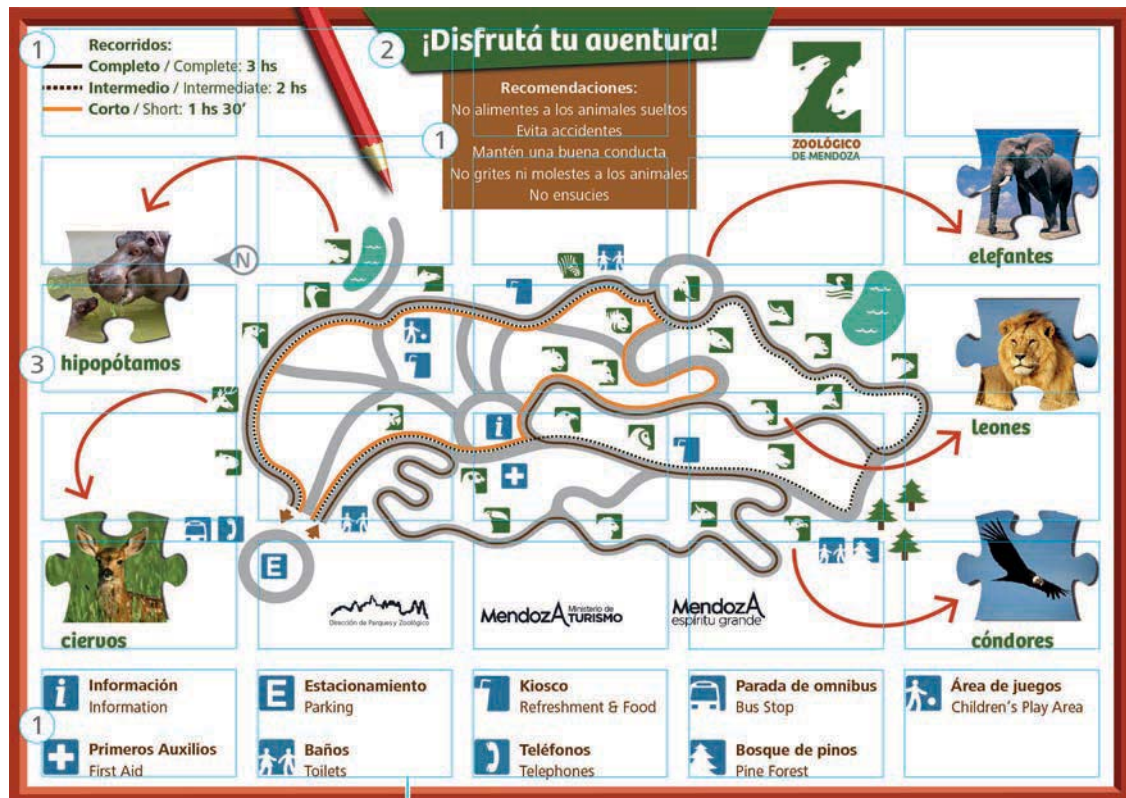 1
Recorridos:
Completo / Complete: 3 hs
Intermedio / Intermediate: 2 hs
Corto / Short: 1 hs 30'
2
¡Disfrutá tu aventura!
1
Recomendaciones:
No alimentes a los animales sueltos
Evita accidentes
Mantén una buena conducta
No grites ni molestes a los animales
No ensucies
ZOOLÓGICO
DE MENDOZA
elefantes
N
3
hipopótamos
leones
i
ciervos
E
Dirección de Parques y Zoológico
MendozA Ministerio de TURISMO
MendozA
espíritu grande
cóndores
1
i
Información
Information
E
Estacionamiento
Parking
Kiosco
Refreshment & Food
Parada de omnibus
Bus Stop
Área de juegos
Children's Play Area
Primeros Auxilios
First Aid
Baños
Toilets
Teléfonos
Telephones
Bosque de pinos
Pine Forest